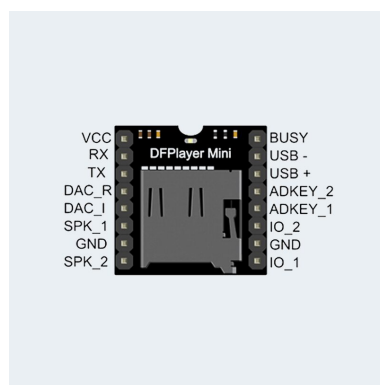 VCC
RX
TX
DAC_R
DAC_I
SPK_1
GND
SPK_2
DFPlayer Mini
BUSY
USB -
USB +
ADKEY_2
ADKEY_1
IO_2
GND
IO_1